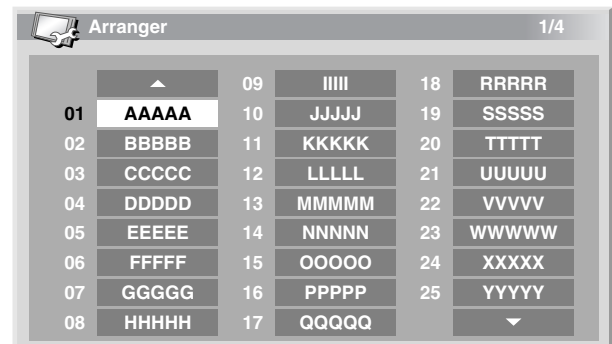 Arranger 1/4
09 IIIII 18 RRRRR
01 AAAAA 10 JJJJJ 19 SSSSS
02 BBBBB 11 KKKKK 20 TTTTT
03 CCCCC 12 LLLLL 21 UUUUU
04 DDDDD 13 MMMMM 22 VVVVV
05 EEEEE 14 NNNNN 23 WWWWW
06 FFFFF 15 OOOOO 24 XXXXX
07 GGGGG 16 PPPPP 25 YYYYY
08 HHHHH 17 QQQQQ